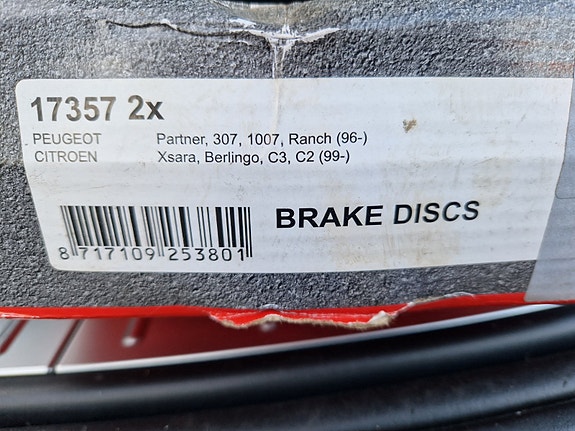 17357 2x
PEUGEOT Partner, 307, 1007, Ranch (96-)
CITROEN Xsara, Berlingo, C3, C2 (99-)
BRAKE DISCS
8 717109 253801